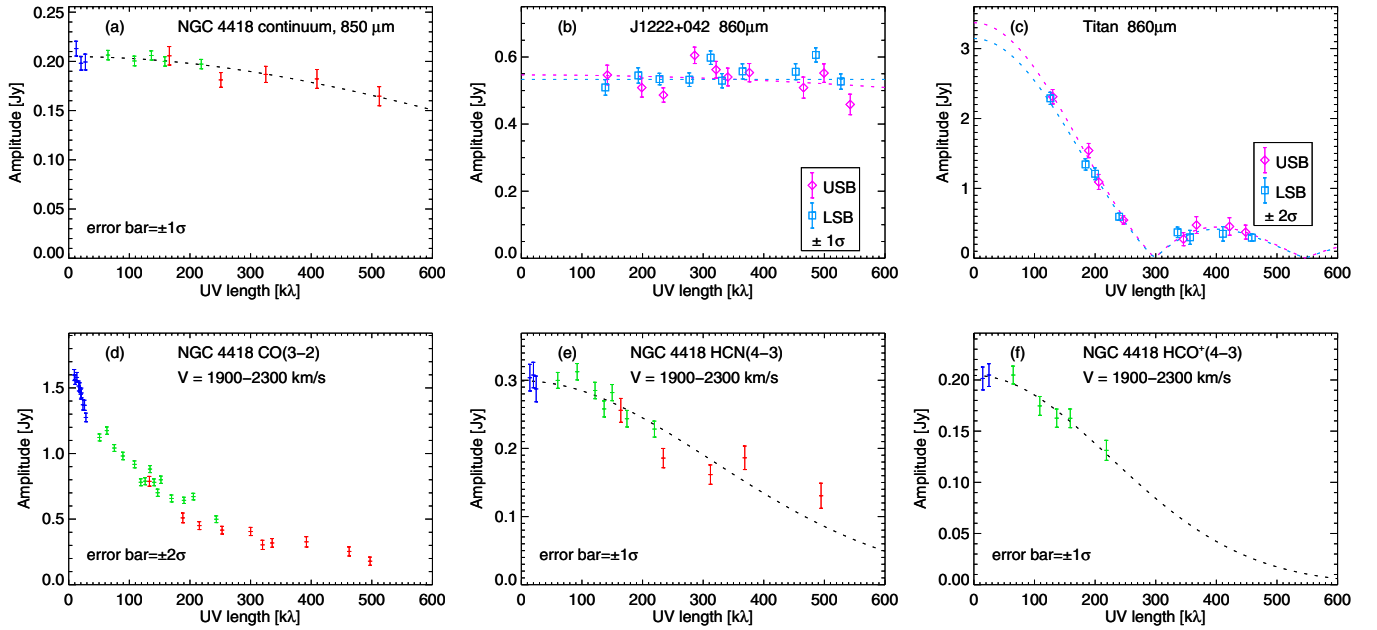 (a) NGC 4418 continuum, 850 μm
0.25
0.20
0.15
0.10
0.05
0.00
Amplitude [Jy]
error bar=±1σ
0 100 200 300 400 500 600
UV length [kλ]
(b) J1222+042 860μm
0.6
0.4
0.2
0.0
Amplitude [Jy]
USB
LSB
± 1σ
0 100 200 300 400 500 600
UV length [kλ]
(c) Titan 860μm
3
2
1
0
Amplitude [Jy]
USB
LSB
± 2σ
0 100 200 300 400 500 600
UV length [kλ]
(d) NGC 4418 CO(3−2)
V = 1900−2300 km/s
1.5
1.0
0.5
0.0
Amplitude [Jy]
error bar=±2σ
0 100 200 300 400 500 600
UV length [kλ]
(e) NGC 4418 HCN(4−3)
V = 1900−2300 km/s
0.3
0.2
0.1
0.0
Amplitude [Jy]
error bar=±1σ
0 100 200 300 400 500 600
UV length [kλ]
(f) NGC 4418 HCO⁺(4−3)
V = 1900−2300 km/s
0.20
0.15
0.10
0.05
0.00
Amplitude [Jy]
error bar=±1σ
0 100 200 300 400 500 600
UV length [kλ]